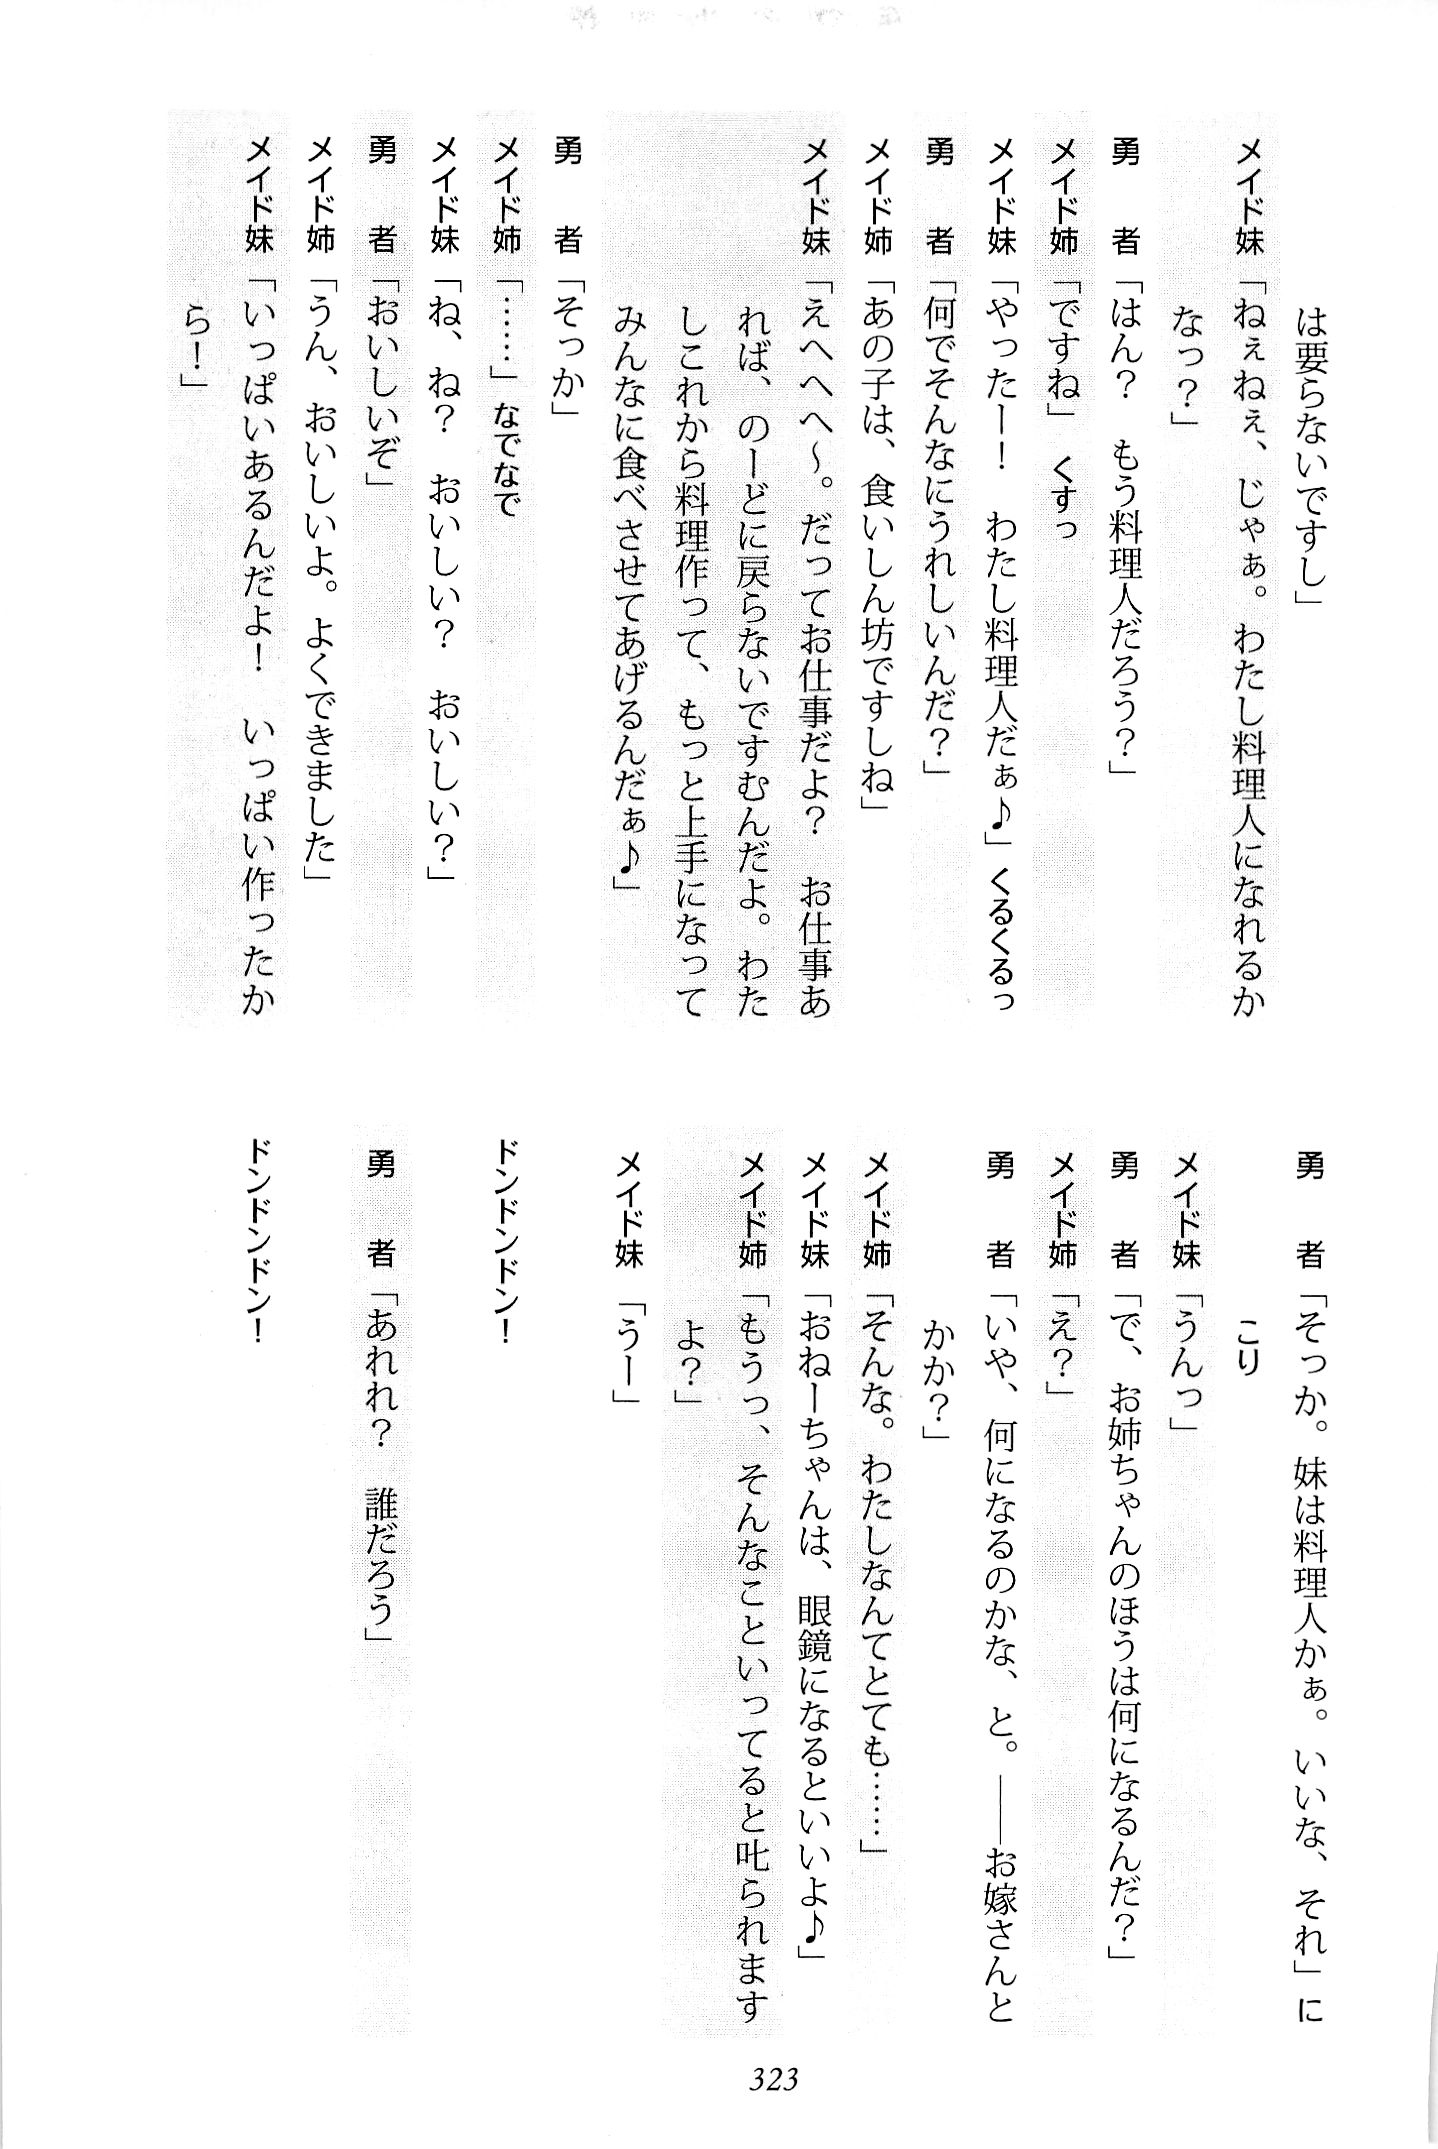 は要らないですし」
メイド妹「ねぇねぇ、じゃぁ。わたし料理人になれるか
なっ？」
勇　者「はん？　もう料理人だろう？」
メイド姉「ですね」　くすっ
メイド妹「やったー！　わたし料理人だぁ♪」くるくるっ
勇　者「何でそんなにうれしいんだ？」
メイド姉「あの子は、食いしん坊ですしね」
メイド妹「えへへへ～。だってお仕事だよ？　お仕事あ
れば、のーどに戻らないですむんだよ。わた
しこれから料理作って、もっと上手になって
みんなに食べさせてあげるんだぁ♪」
勇　者「そっか」
メイド姉「……」なでなで
メイド妹「ね、ね？　おいしい？　おいしい？」
勇　者「おいしいぞ」
メイド姉「うん、おいしいよ。よくできました」
メイド妹「いっぱいあるんだよ！　いっぱい作ったか
ら！」
勇　者「そっか。妹は料理人かぁ。いいな、それ」に
こり
メイド妹「うんっ」
勇　者「で、お姉ちゃんのほうは何になるんだ？」
メイド姉「え？」
勇　者「いや、何になるのかな、と。――お嫁さんと
かか？」
メイド姉「そんな。わたしなんてとても……」
メイド妹「おねーちゃんは、眼鏡になるといいよ♪」
メイド姉「もうっ、そんなこといってると叱られます
よ？」
メイド妹「うー」
ドンドンドン！
勇　者「あれれ？　誰だろう」
ドンドンドン！
323